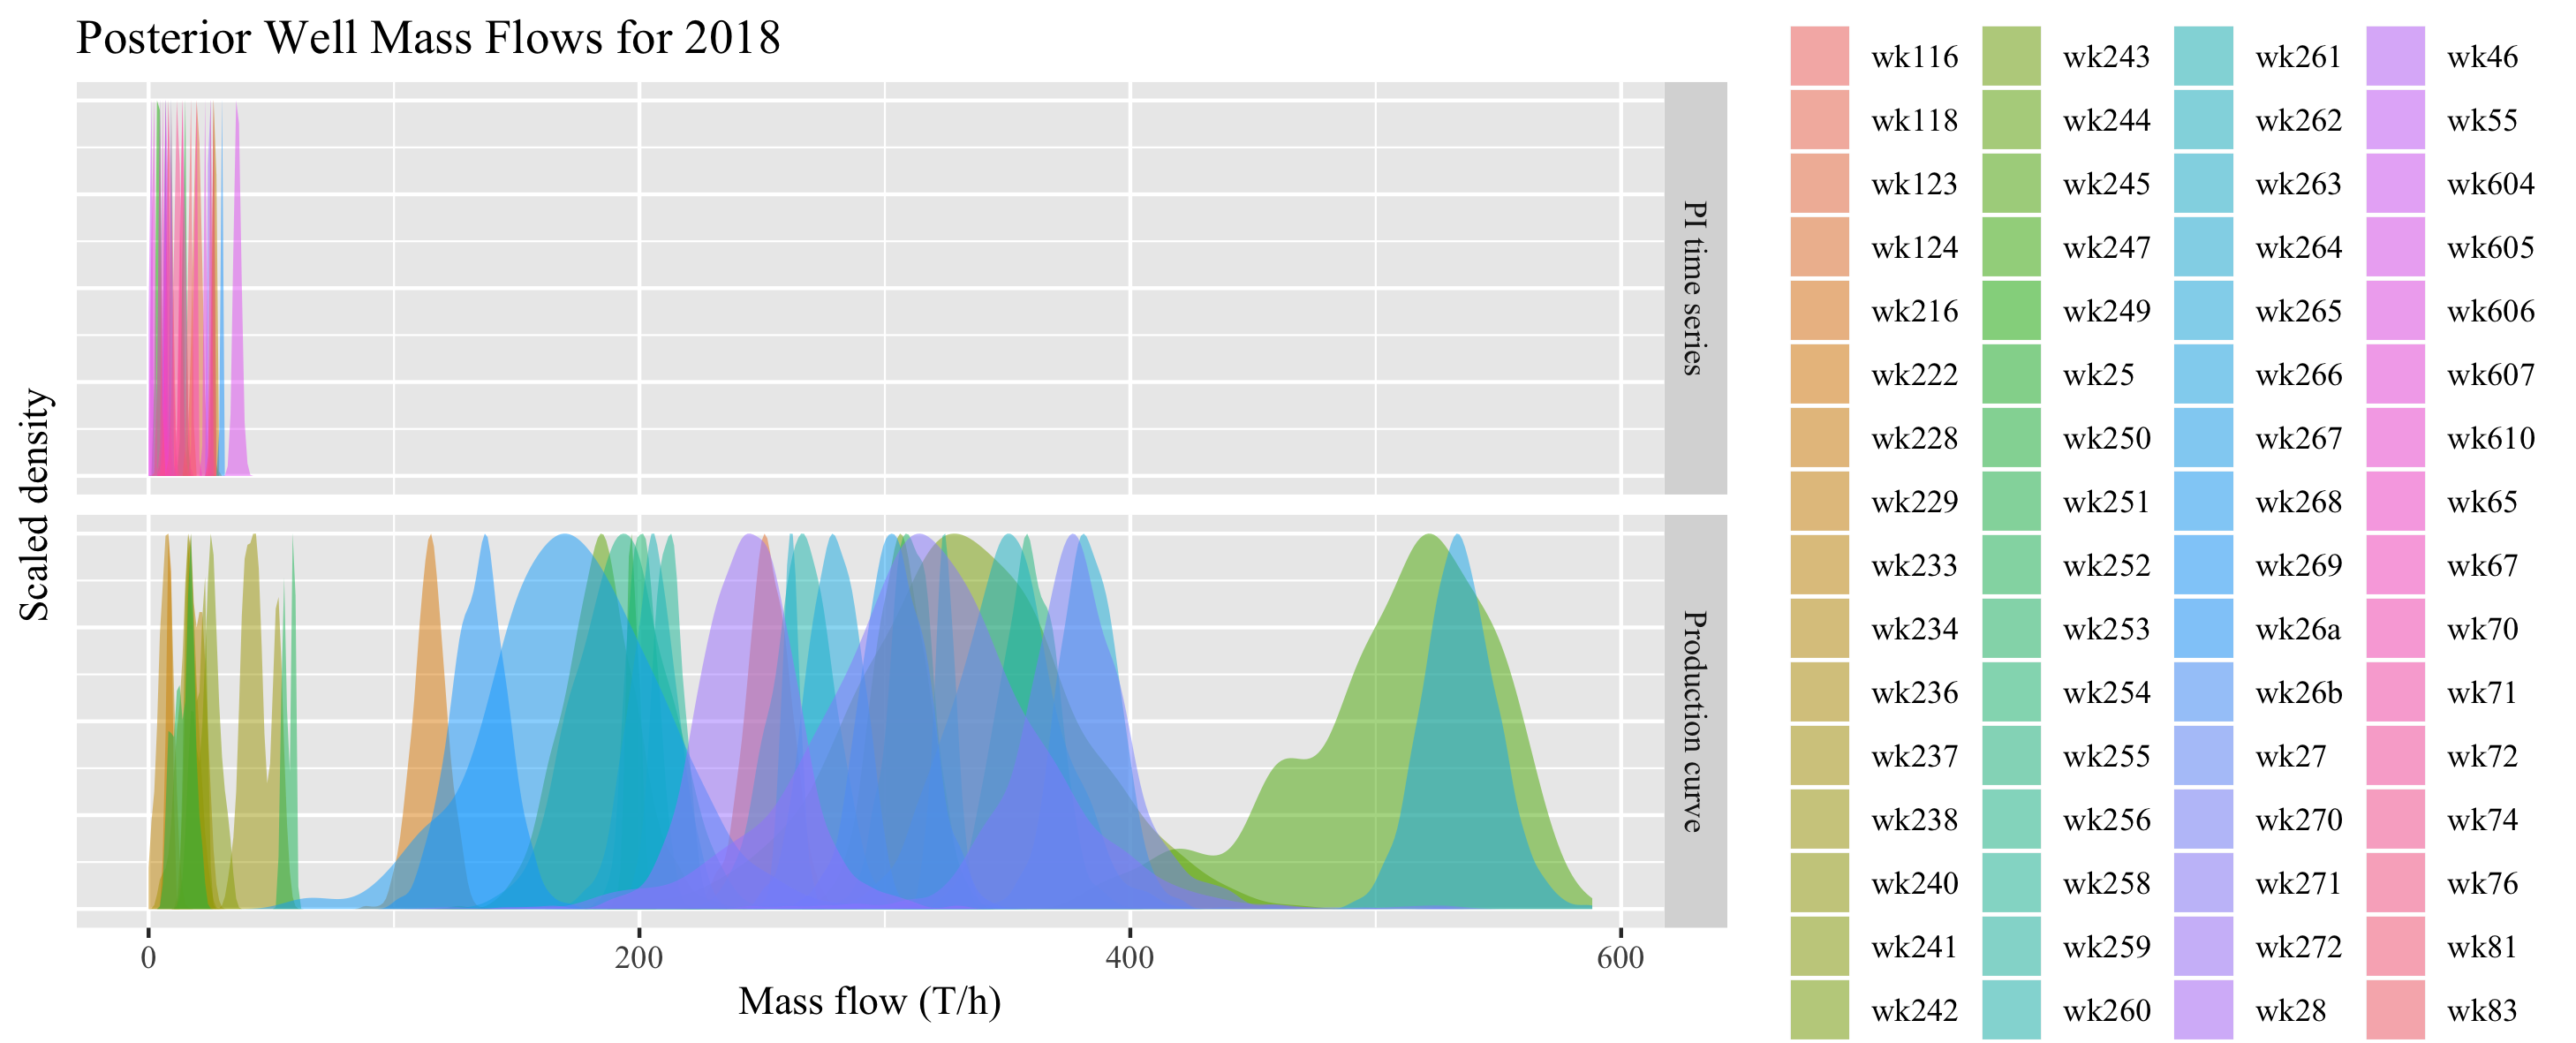 Posterior Well Mass Flows for 2018
Scaled density
PI time series
Production curve
0 200 400 600
Mass flow (T/h)
wk116 wk243 wk261 wk46
wk118 wk244 wk262 wk55
wk123 wk245 wk263 wk604
wk124 wk247 wk264 wk605
wk216 wk249 wk265 wk606
wk222 wk25 wk266 wk607
wk228 wk250 wk267 wk610
wk229 wk251 wk268 wk65
wk233 wk252 wk269 wk67
wk234 wk253 wk26a wk70
wk236 wk254 wk26b wk71
wk237 wk255 wk27 wk72
wk238 wk256 wk270 wk74
wk240 wk258 wk271 wk76
wk241 wk259 wk272 wk81
wk242 wk260 wk28 wk83